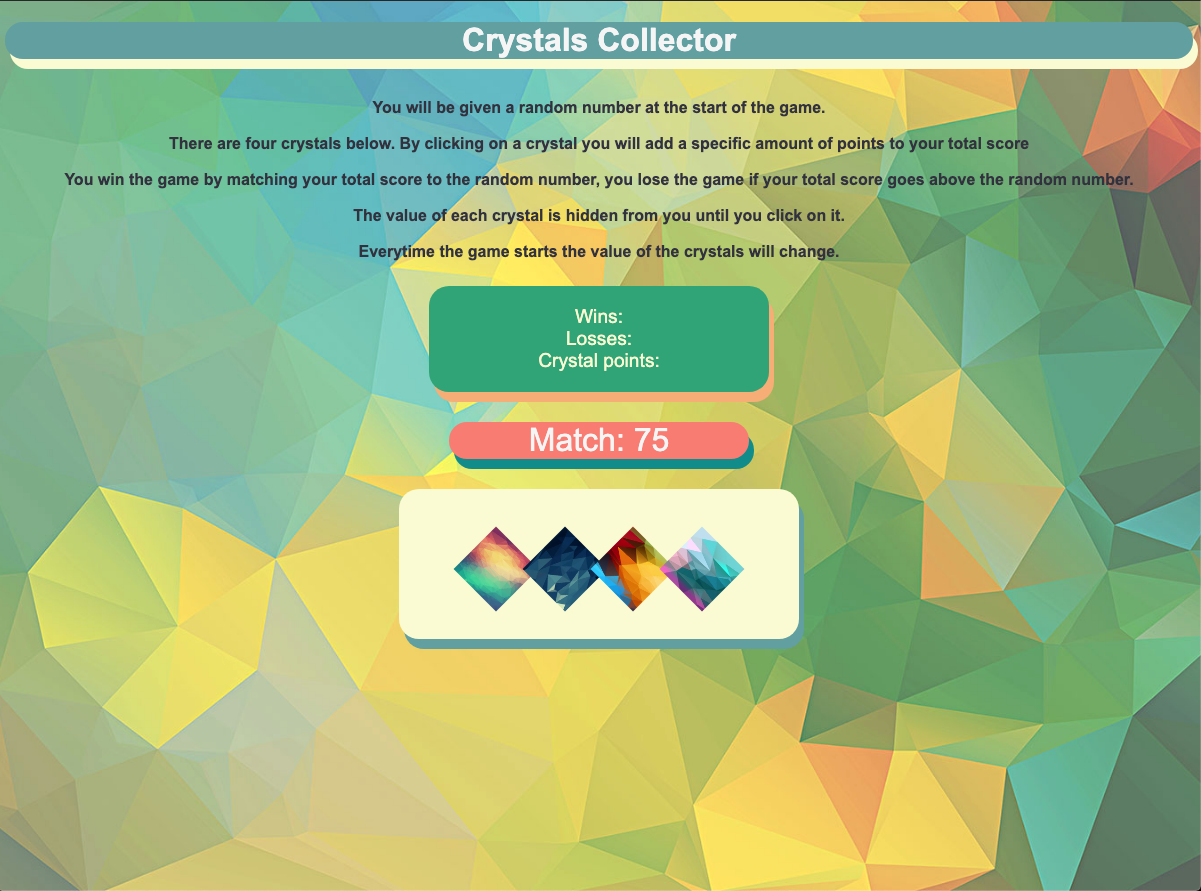 Crystals Collector
You will be given a random number at the start of the game.
There are four crystals below. By clicking on a crystal you will add a specific amount of points to your total score
You win the game by matching your total score to the random number, you lose the game if your total score goes above the random number.
The value of each crystal is hidden from you until you click on it.
Everytime the game starts the value of the crystals will change.
Wins:
Losses:
Crystal points:
Match: 75